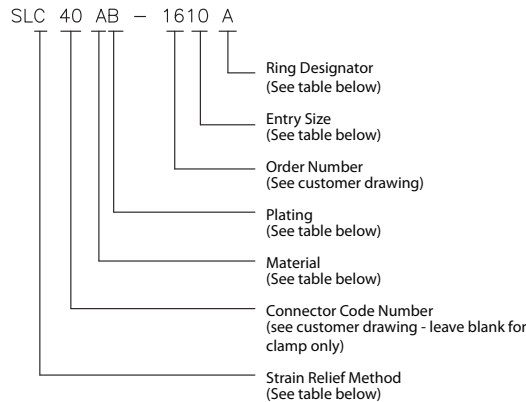 SLC 40 AB - 1610 A
Ring Designator
(See table below)
Entry Size
(See table below)
Order Number
(See customer drawing)
Plating
(See table below)
Material
(See table below)
Connector Code Number
(see customer drawing - leave blank for
clamp only)
Strain Relief Method
(See table below)